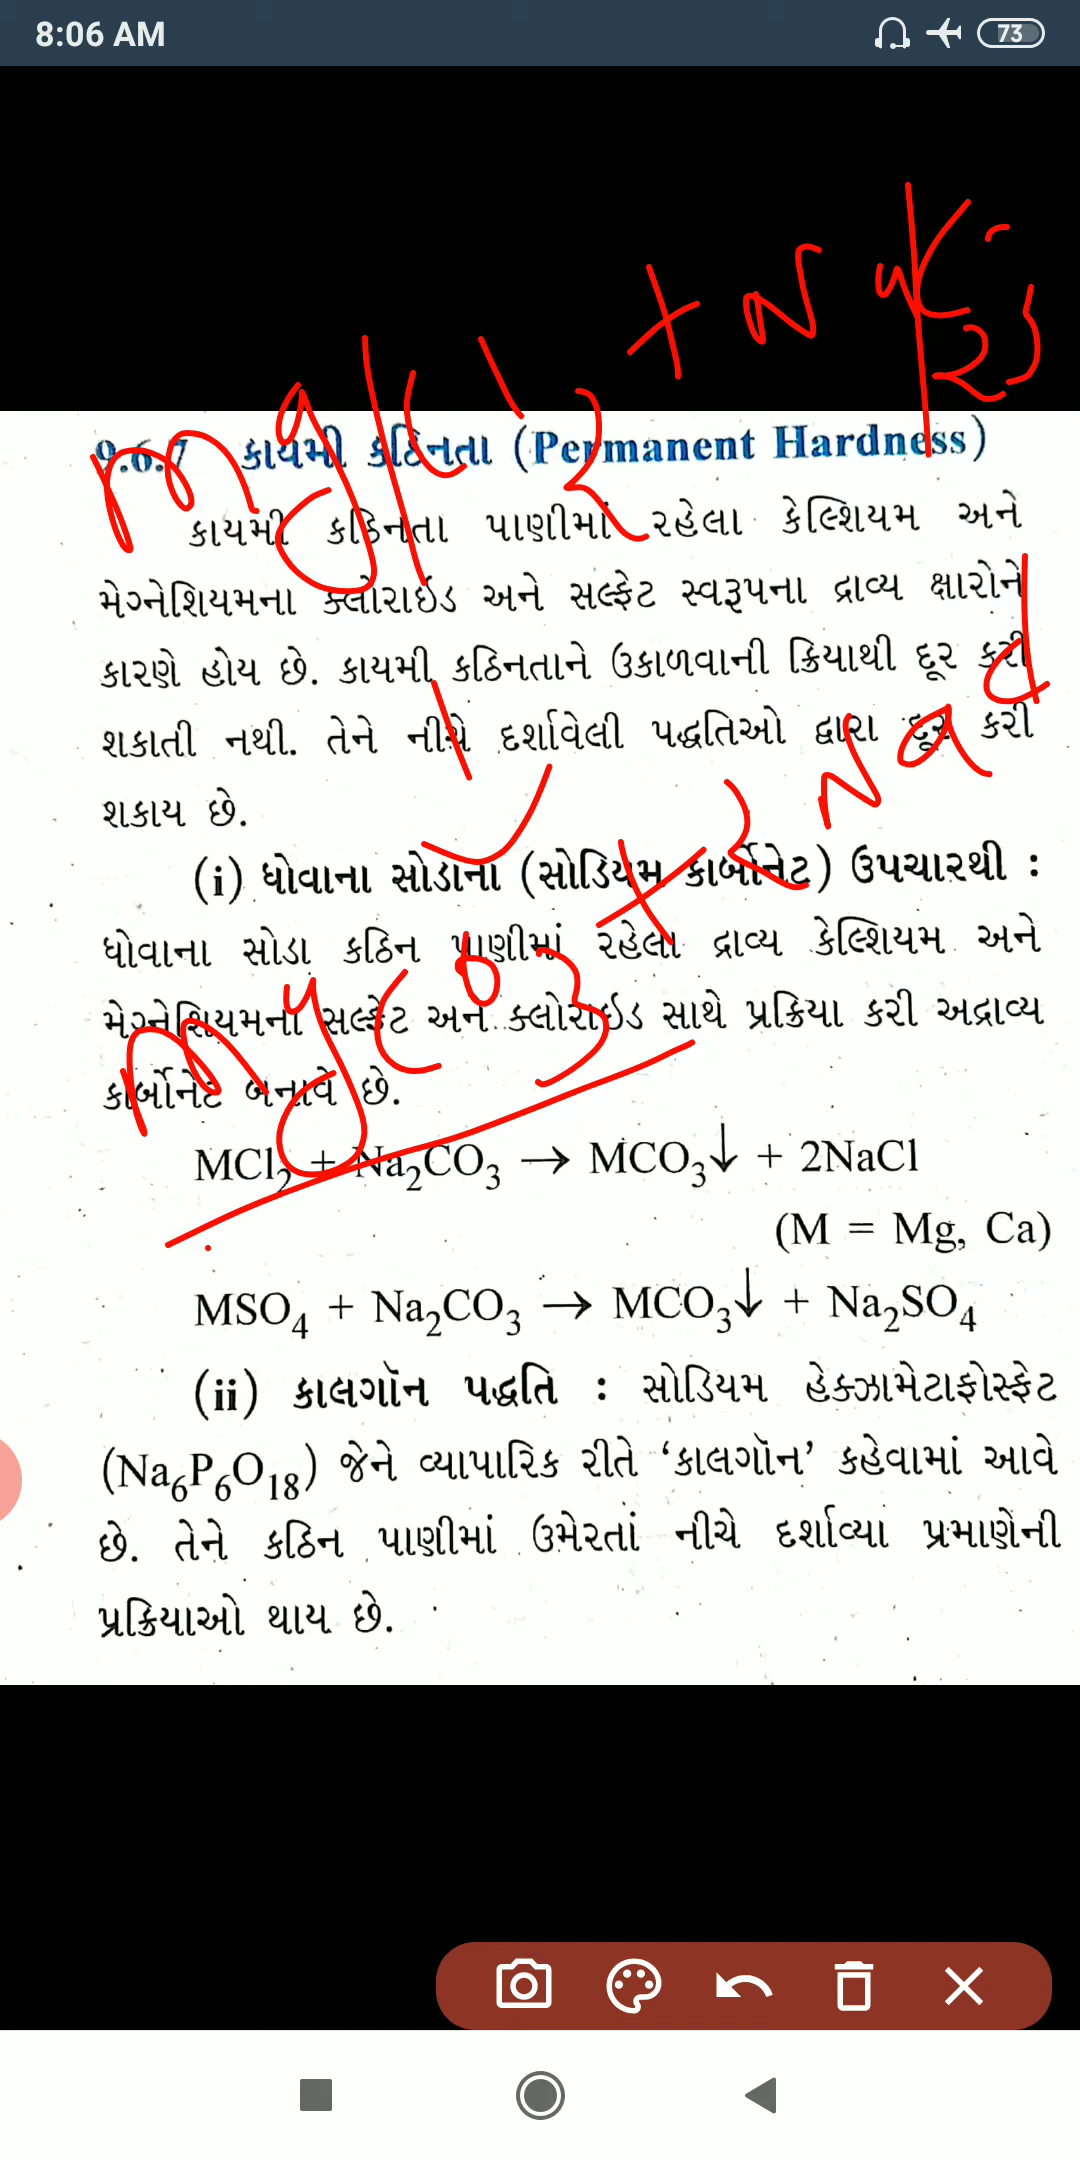 8:06 AM
73
9.6.7 કાયમી કઠિનતા (Permanent Hardness)
કાયમી કઠિનતા પાણીમાં રહેલા કેલ્શિયમ અને
મેગ્નેશિયમના ક્લોરાઈડ અને સલ્ફેટ સ્વરૂપના દ્રાવ્ય ક્ષારોને
કારણે હોય છે. કાયમી કઠિનતાને ઉકાળવાની ક્રિયાથી દૂર કરી
શકાતી નથી. તેને નીચે દર્શાવેલી પદ્ધતિઓ દ્વારા દૂર કરી
શકાય છે.
(i) ધોવાના સોડાના (સોડિયમ કાર્બોનેટ) ઉપચારથી :
ધોવાના સોડા કઠિન પાણીમાં રહેલા દ્રાવ્ય કેલ્શિયમ અને
મેગ્નેશિયમના સલ્ફેટ અને ક્લોરાઇડ સાથે પ્રક્રિયા કરી અદ્રાવ્ય
કાર્બોનેટ બનાવે છે.
MCl₂ + Na₂CO₃ → MCO₃↓ + 2NaCl
(M = Mg, Ca)
MSO₄ + Na₂CO₃ → MCO₃↓ + Na₂SO₄
(ii) કાલગૉન પદ્ધતિ : સોડિયમ હેક્ઝામેટાફોસ્ફેટ
(Na₆P₆O₁₈) જેને વ્યાપારિક રીતે ‘કાલગૉન’ કહેવામાં આવે
છે. તેને કઠિન પાણીમાં ઉમેરતાં નીચે દર્શાવ્યા પ્રમાણેની
પ્રક્રિયાઓ થાય છે.
MgCO3 + 2Nacl